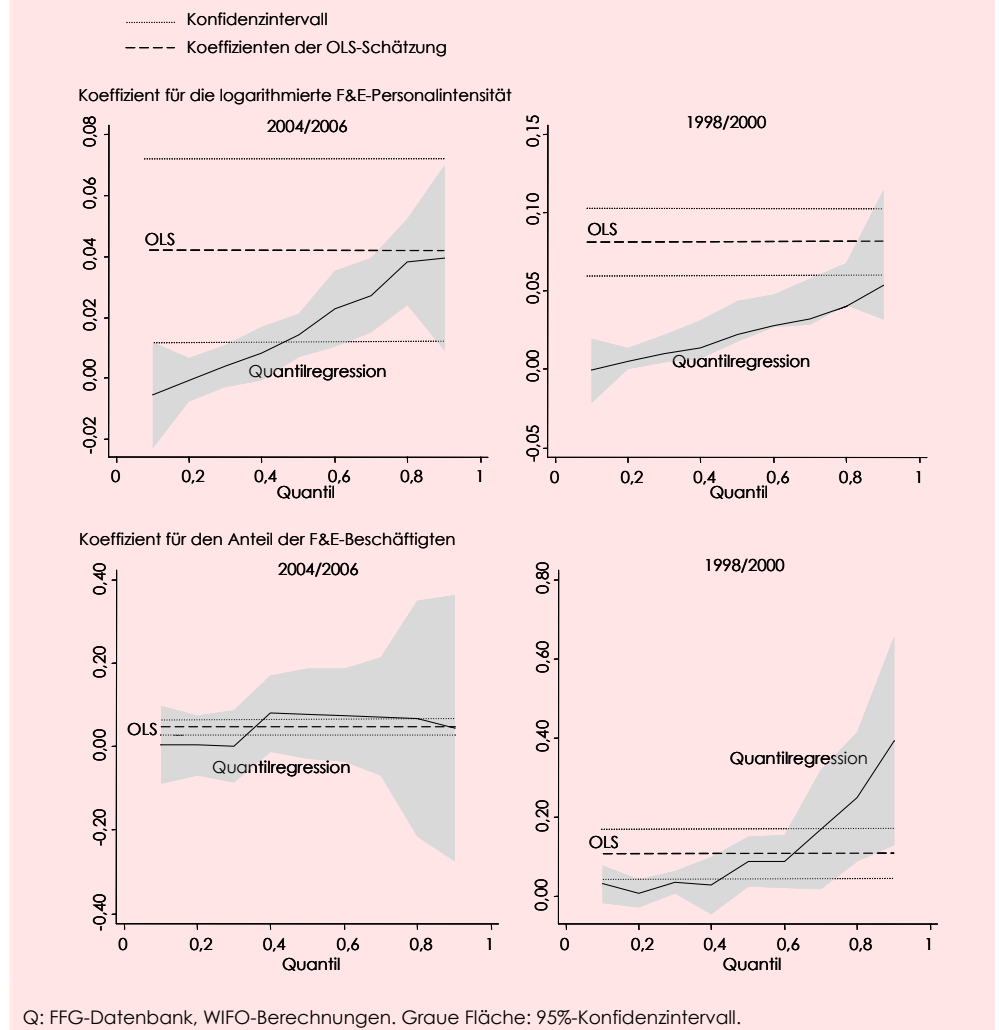 Konfidenzintervall
Koeffizienten der OLS-Schätzung
Koeffizient für die logarithmierte F&E-Personalintensität
2004/2006
0,08
0,06
0,04
0,02
0,00
-0,02
OLS
Quantilregression
0 0,2 0,4 0,6 0,8 1
Quantil
1998/2000
0,15
0,10
0,05
0,00
-0,05
OLS
Quantilregression
0 0,2 0,4 0,6 0,8 1
Quantil
Koeffizient für den Anteil der F&E-Beschäftigten
2004/2006
0,40
0,20
0,00
-0.20
-0.40
OLS
Quantilregression
0 0,2 0,4 0,6 0,8 1
Quantil
1998/2000
0,80
0,60
0,40
0,20
0,00
Quantilregression
OLS
0 0,2 0,4 0,6 0,8 1
Quantil
Q: FFG-Datenbank, WIFO-Berechnungen. Graue Fläche: 95%-Konfidenzintervall.